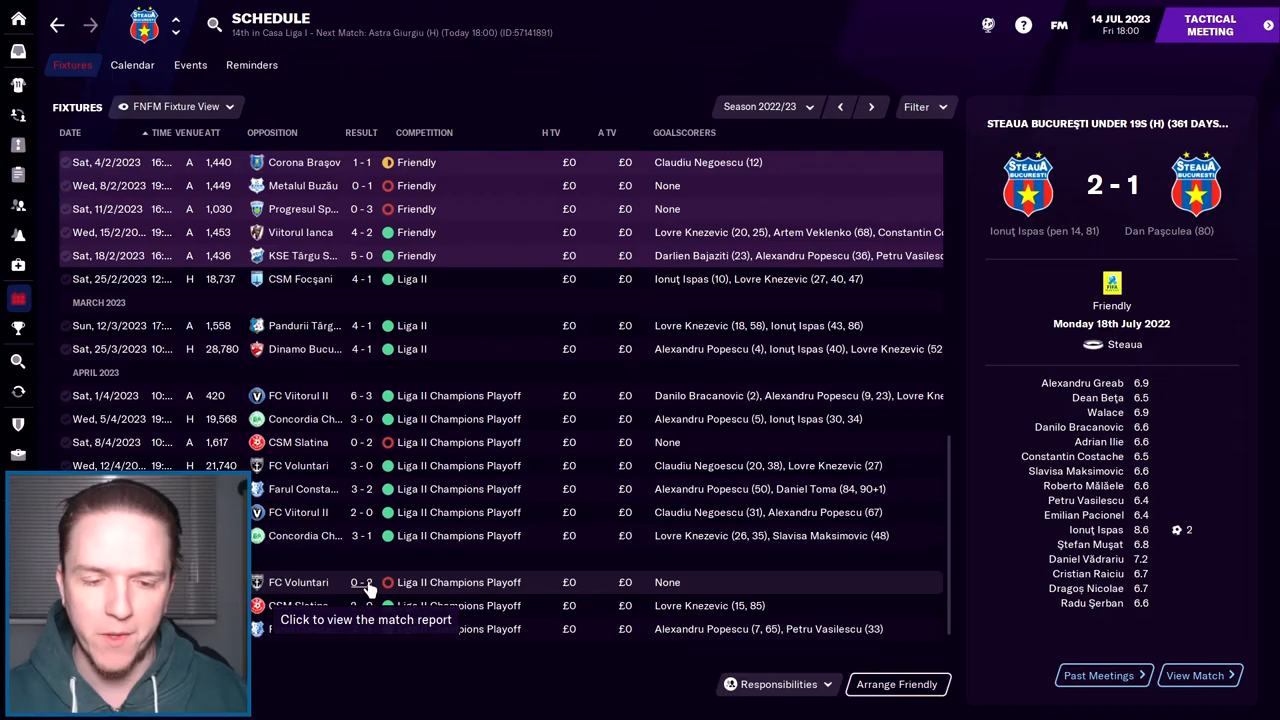 SCHEDULE
14th in Casa Liga I - Next Match: Astra Giurgiu (H) (Today 18:00) (ID:57141891)
FM
14 JUL 2023
Fri 18:00
TACTICAL
MEETING
Fixtures
Calendar
Events
Reminders
FIXTURES
FNFM Fixture View
Season 2022/23
Filter
DATE TIME VENUE ATT OPPOSITION RESULT COMPETITION H TV A TV GOALSCORERS
Sat, 4/2/2023 16:... A 1,440 Corona Brașov 1 - 1 Friendly £0 £0 Claudiu Negoescu (12)
Wed, 8/2/2023 19:... A 1,449 Metalul Buzău 0 - 1 Friendly £0 £0 None
Sat, 11/2/2023 16:... A 1,030 Progresul Sp... 0 - 3 Friendly £0 £0 None
Wed, 15/2/20... 19:... A 1,453 Viitorul Ianca 4 - 2 Friendly £0 £0 Lovre Knezevic (20, 25), Artem Veklenko (68), Constantin Co
Sat, 18/2/2023 16:... A 1,436 KSE Târgu S... 5 - 0 Friendly £0 £0 Darlien Bajaziti (23), Alexandru Popescu (36), Petru Vasilesc
Sat, 25/2/2023 13:... H 18,737 CSM Focșani 4 - 1 Liga II £0 £0 Ionuț Ispas (10), Lovre Knezevic (27, 40, 47)
MARCH 2023
Sun, 12/3/2023 17:... A 1,558 Pandurii Târg... 4 - 1 Liga II £0 £0 Lovre Knezevic (18, 58), Ionuț Ispas (43, 86)
Sat, 25/3/2023 10:... H 28,780 Dinamo Bucu... 4 - 1 Liga II £0 £0 Alexandru Popescu (4), Ionuț Ispas (40), Lovre Knezevic (52
APRIL 2023
Sat, 1/4/2023 10:... A 420 FC Viitorul II 6 - 3 Liga II Champions Playoff £0 £0 Danilo Bracanovic (2), Alexandru Popescu (9, 23), Lovre Kne
Wed, 5/4/2023 19:... H 19,568 Concordia Ch... 3 - 0 Liga II Champions Playoff £0 £0 Alexandru Popescu (5), Ionuț Ispas (30, 34)
Sat, 8/4/2023 10:... A 1,617 CSM Slatina 0 - 2 Liga II Champions Playoff £0 £0 None
Wed, 12/4/20... 19:... H 21,740 FC Voluntari 3 - 0 Liga II Champions Playoff £0 £0 Claudiu Negoescu (20, 38), Lovre Knezevic (27)
Farul Consta... 3 - 2 Liga II Champions Playoff £0 £0 Alexandru Popescu (50), Daniel Toma (84, 90+1)
FC Viitorul II 2 - 0 Liga II Champions Playoff £0 £0 Claudiu Negoescu (31), Alexandru Popescu (67)
Concordia Ch... 3 - 1 Liga II Champions Playoff £0 £0 Lovre Knezevic (26, 35), Slavisa Maksimovic (48)
FC Voluntari 0 - Liga II Champions Playoff £0 £0 None
CSM Slatina Liga II Champions Playoff £0 £0 Lovre Knezevic (15, 85)
£0 £0 Alexandru Popescu (7, 65), Petru Vasilescu (33)
Click to view the match report
Responsibilities
Arrange Friendly
STEAUA BUCUREȘTI UNDER 19S (H) (361 DAYS...
STEAUA
BUCURESTI
2 - 1
STEAUA
BUCURESTI
Ionuț Ispas (pen 14, 81)
Dan Pașculea (80)
FIFA
Friendly
Monday 18th July 2022
Steaua
Alexandru Greab 6.9
Dean Beța 6.5
Walace 6.9
Danilo Bracanovic 6.6
Adrian Ilie 6.6
Constantin Costache 6.5
Slavisa Maksimovic 6.6
Roberto Mălăele 6.6
Petru Vasilescu 6.4
Emilian Pacionel 6.4
Ionuț Ispas 8.6 2
Ștefan Mușat 6.8
Daniel Vădrariu 7.2
Cristian Raiciu 6.7
Dragoș Nicolae 6.7
Radu Șerban 6.6
Past Meetings
View Match